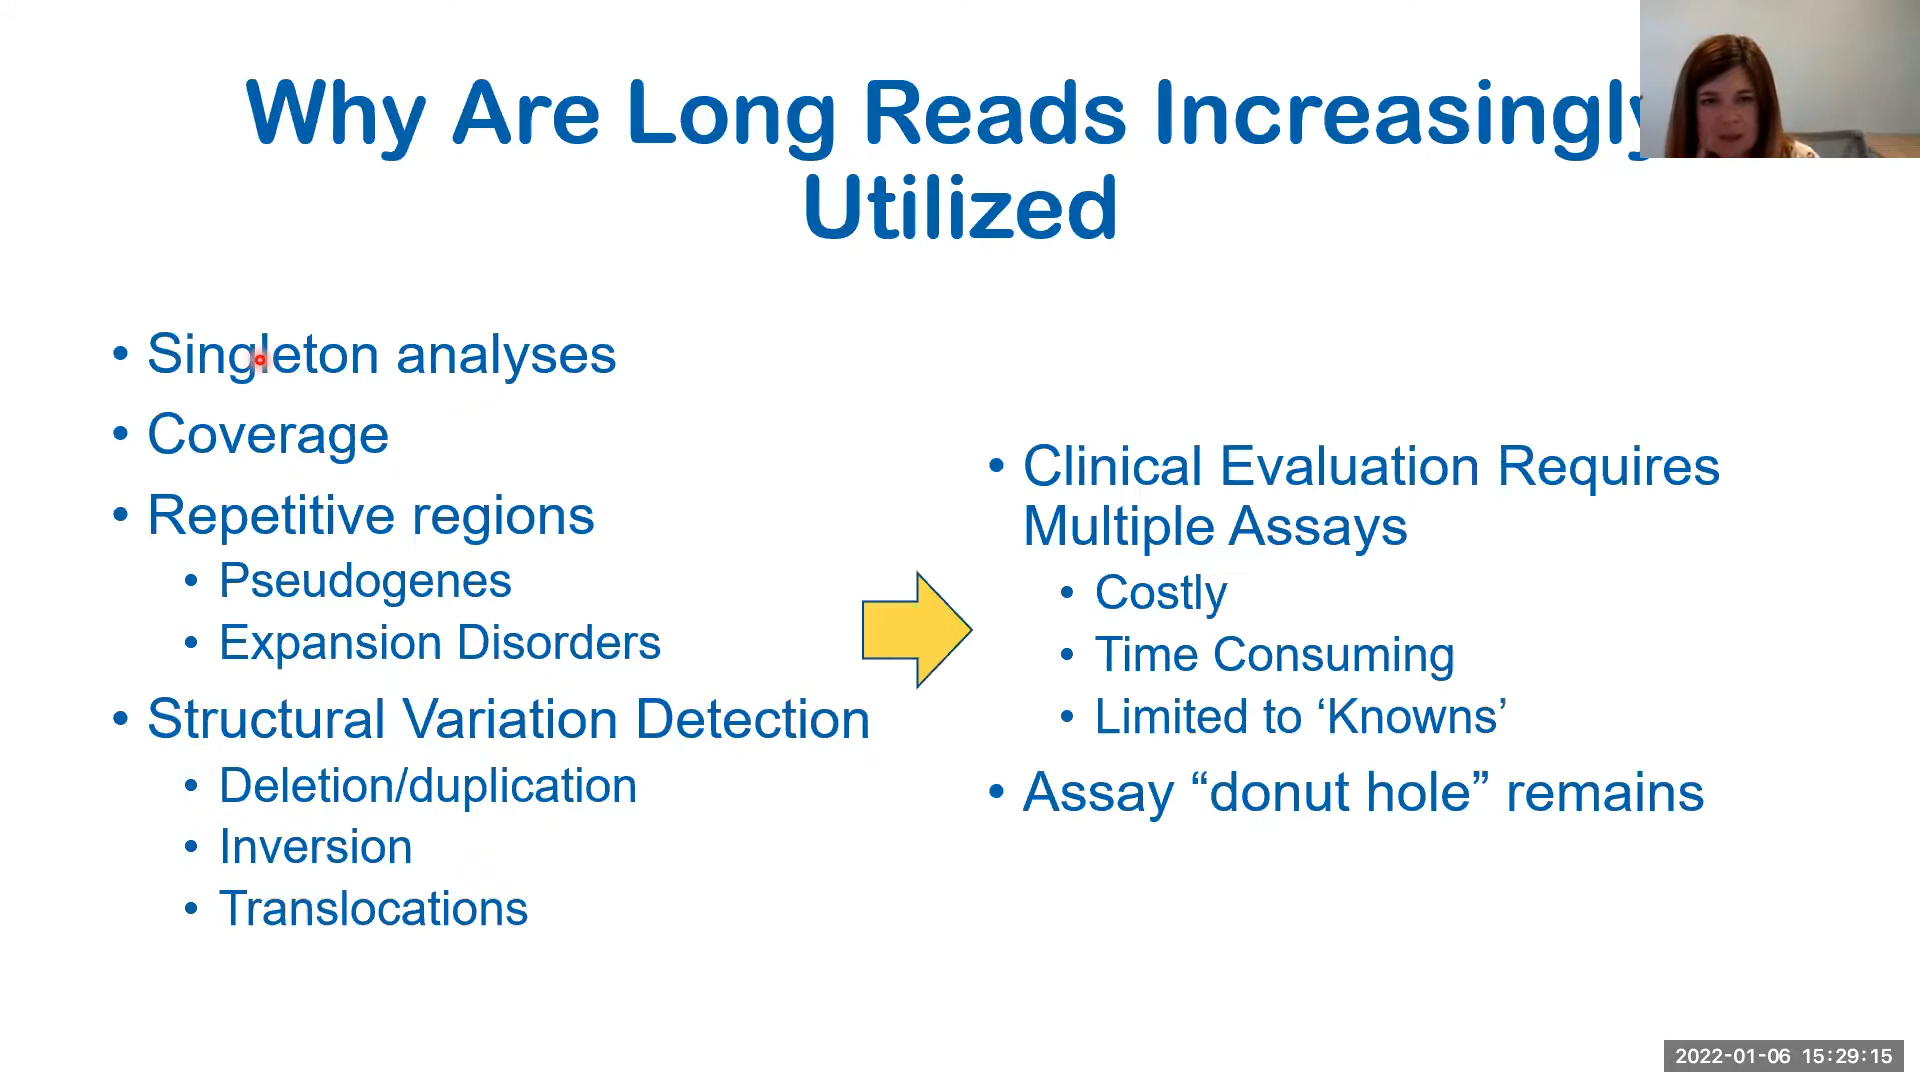 Why Are Long Reads Increasingly
Utilized
• Singleton analyses
• Coverage
• Repetitive regions
• Pseudogenes
• Expansion Disorders
• Structural Variation Detection
• Deletion/duplication
• Inversion
• Translocations
• Clinical Evaluation Requires
Multiple Assays
• Costly
• Time Consuming
• Limited to ‘Knowns’
• Assay “donut hole” remains
2022-01-06 15:29:15